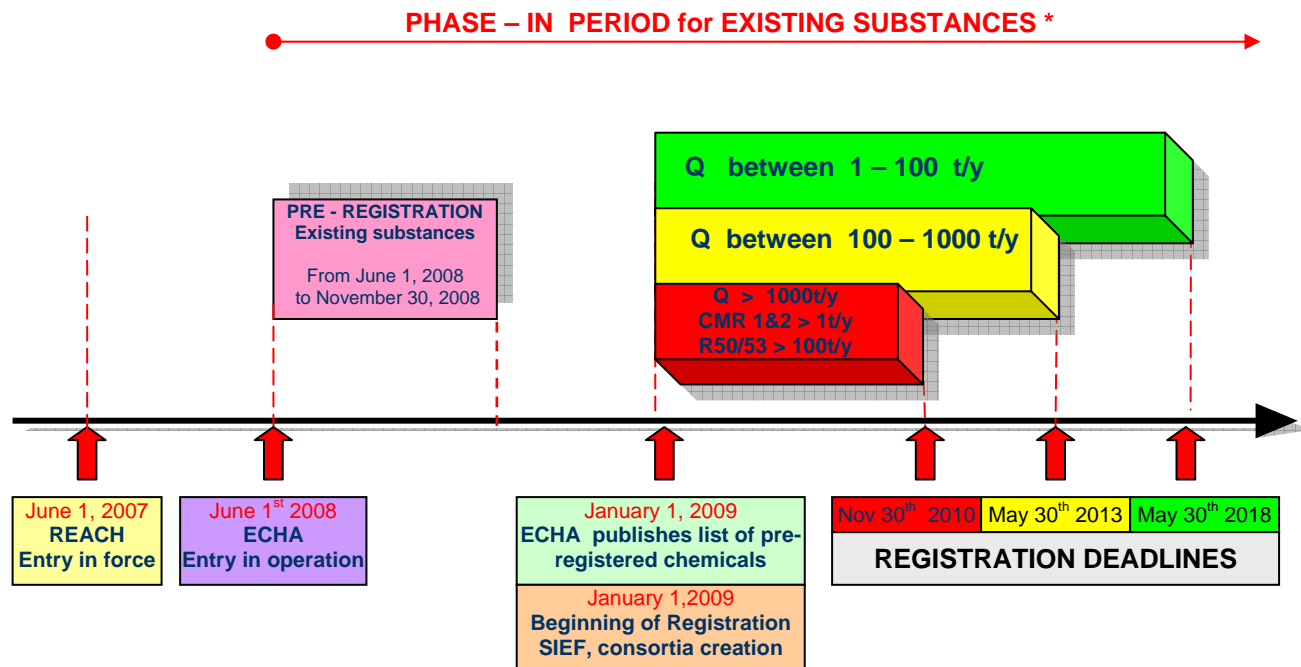 PHASE – IN PERIOD for EXISTING SUBSTANCES *
Q between 1 – 100 t/y
PRE - REGISTRATION
Existing substances
From June 1, 2008
to November 30, 2008
Q between 100 – 1000 t/y
Q > 1000t/y
CMR 1&2 > 1t/y
R50/53 > 100t/y
June 1, 2007
REACH
Entry in force
June 1st 2008
ECHA
Entry in operation
January 1, 2009
ECHA publishes list of pre-
registered chemicals
January 1,2009
Beginning of Registration
SIEF, consortia creation
Nov 30th 2010
May 30th 2013
May 30th 2018
REGISTRATION DEADLINES